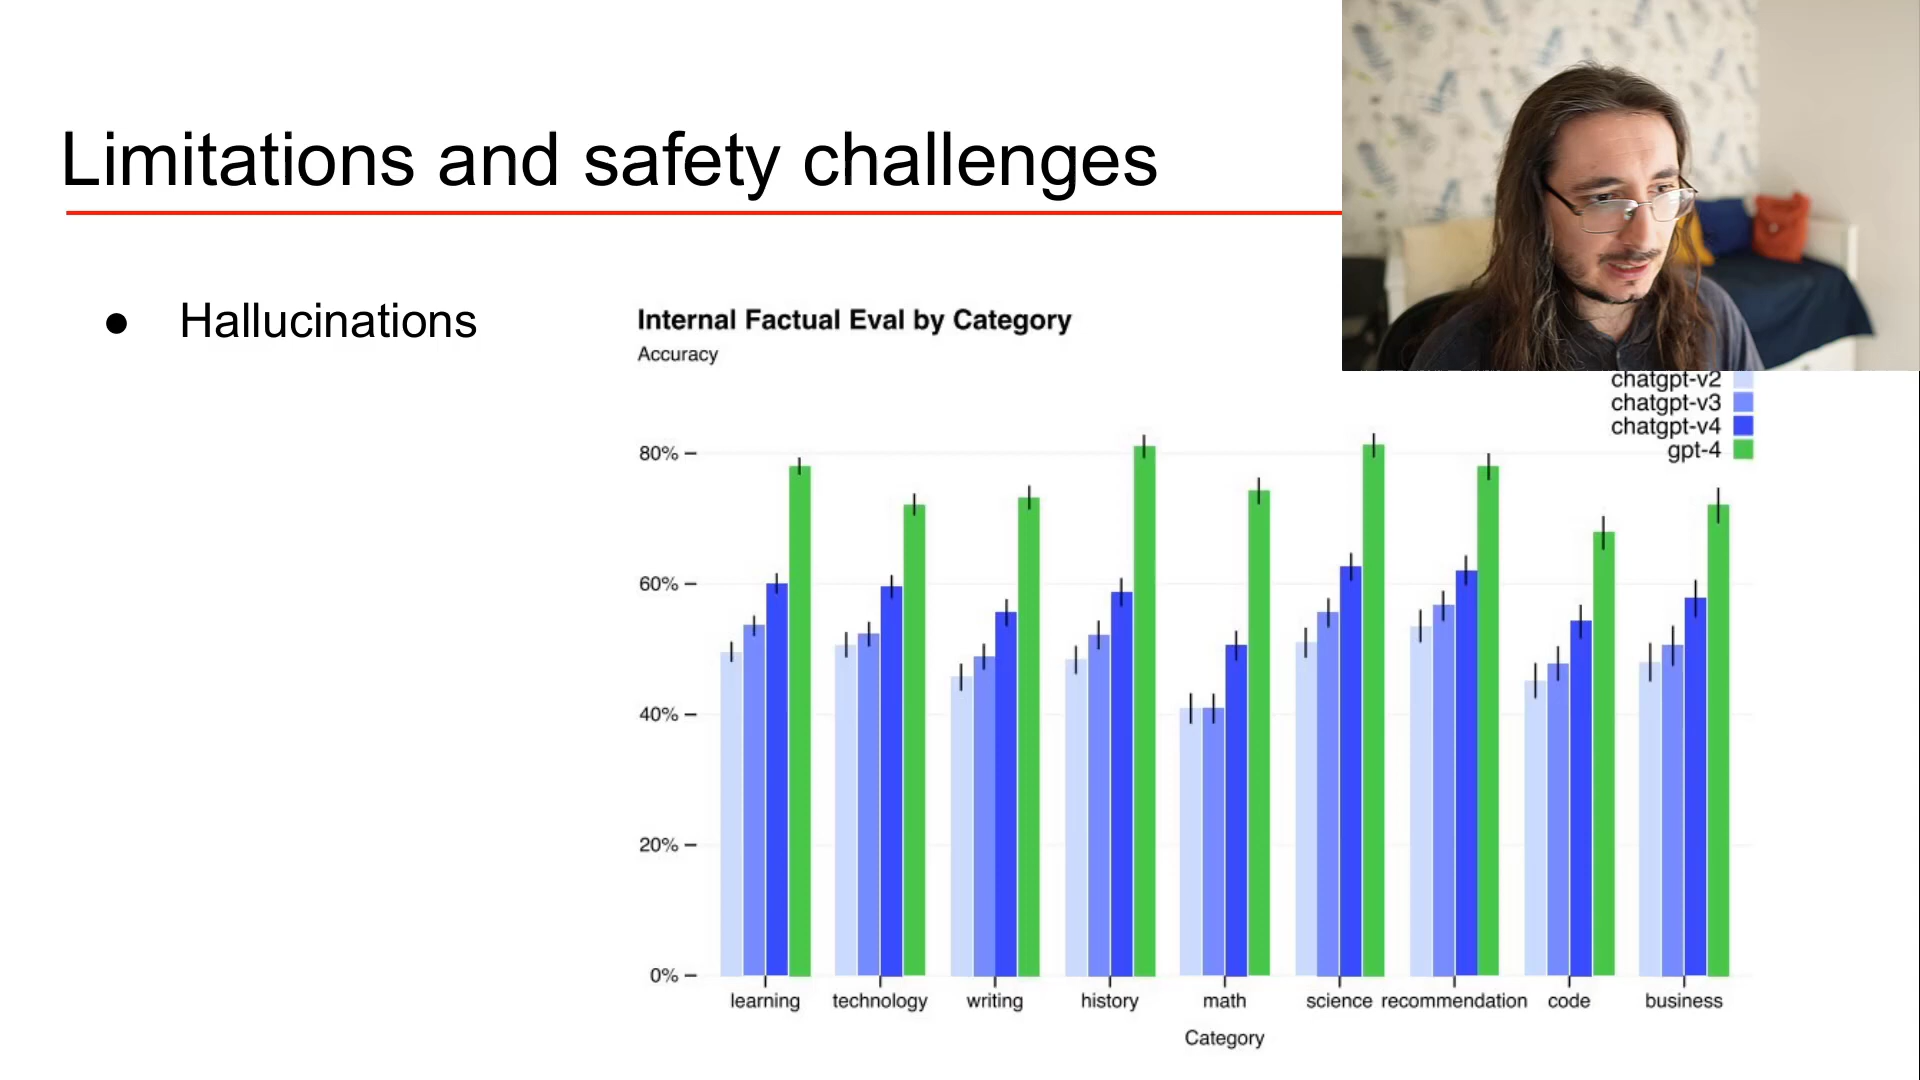 Limitations and safety challenges
● Hallucinations
Internal Factual Eval by Category
Accuracy
chatgpt-v2
chatgpt-v3
chatgpt-v4
gpt-4
80%
60%
40%
20%
0%
learning technology writing history math science recommendation code business
Category